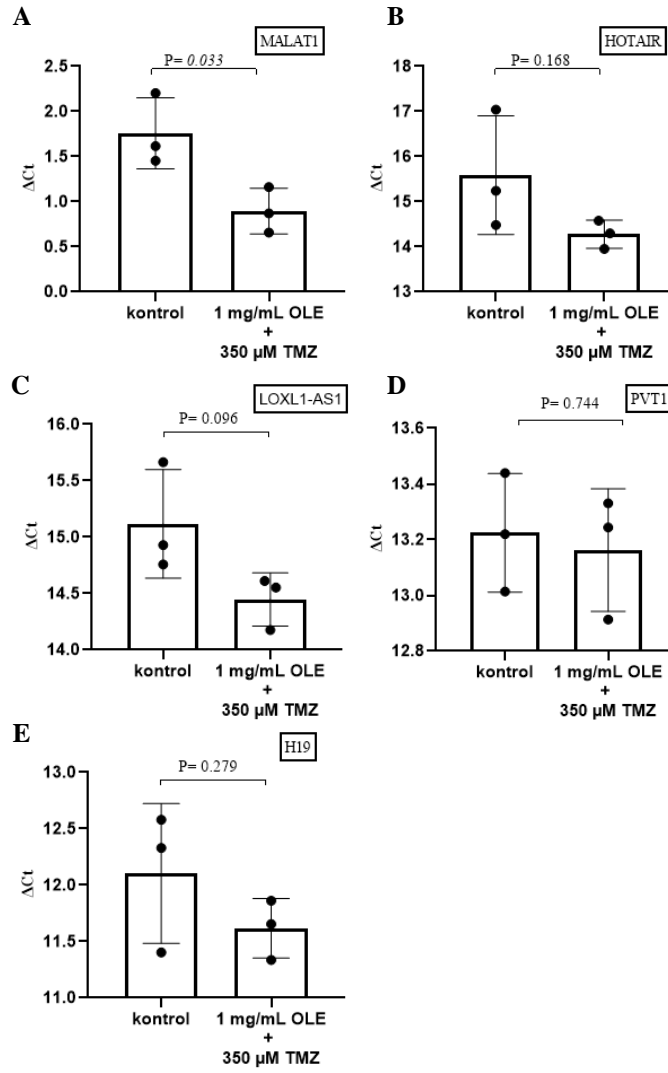 A
MALAT1
P= 0.033
2.5
2.0
1.5
1.0
0.5
0.0
ΔCt
kontrol
1 mg/mL OLE
+
350 µM TMZ
B
HOTAIR
P= 0.168
18
17
16
15
14
13
ΔCt
kontrol
1 mg/mL OLE
+
350 µM TMZ
C
LOXL1-AS1
P= 0.096
16.0
15.5
15.0
14.5
14.0
ΔCt
kontrol
1 mg/mL OLE
+
350 µM TMZ
D
PVT1
P= 0.744
13.6
13.4
13.2
13.0
12.8
ΔCt
kontrol
1 mg/mL OLE
+
350 µM TMZ
E
H19
P= 0.279
13.0
12.5
12.0
11.5
11.0
ΔCt
kontrol
1 mg/mL OLE
+
350 µM TMZ